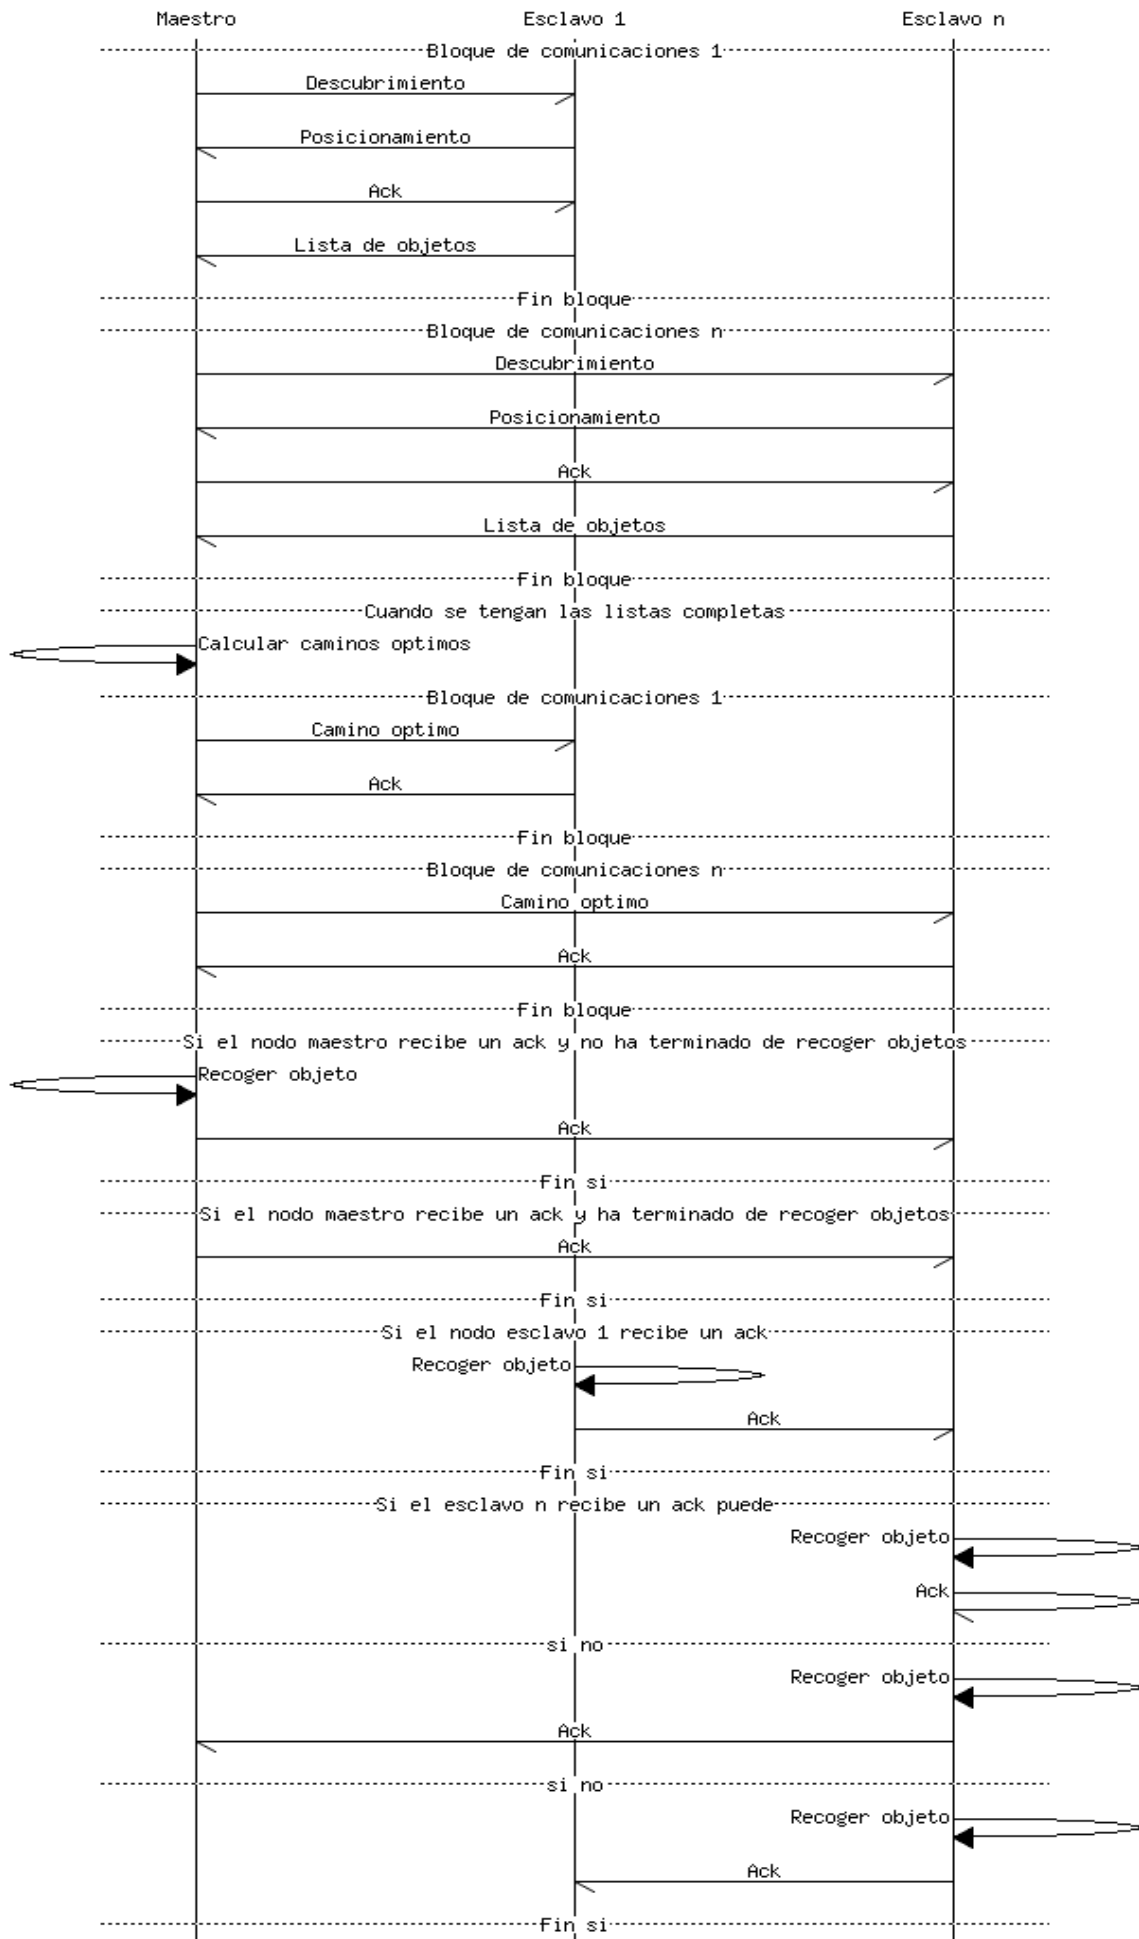 Maestro Esclavo 1 Esclavo n
Bloque de comunicaciones 1
Descubrimiento
Posicionamiento
Ack
Lista de objetos
Fin bloque
Bloque de comunicaciones n
Descubrimiento
Posicionamiento
Ack
Lista de objetos
Fin bloque
Cuando se tengan las listas completas
Calcular caminos optimos
Bloque de comunicaciones 1
Camino optimo
Ack
Fin bloque
Bloque de comunicaciones n
Camino optimo
Ack
Fin bloque
Si el nodo maestro recibe un ack y no ha terminado de recoger objetos
Recoger objeto
Ack
Fin si
Si el nodo maestro recibe un ack y ha terminado de recoger objetos
Ack
Fin si
Si el nodo esclavo 1 recibe un ack
Recoger objeto
Ack
Fin si
Si el esclavo n recibe un ack puede
Recoger objeto
Ack
si no
Recoger objeto
Ack
si no
Recoger objeto
Ack
Fin si